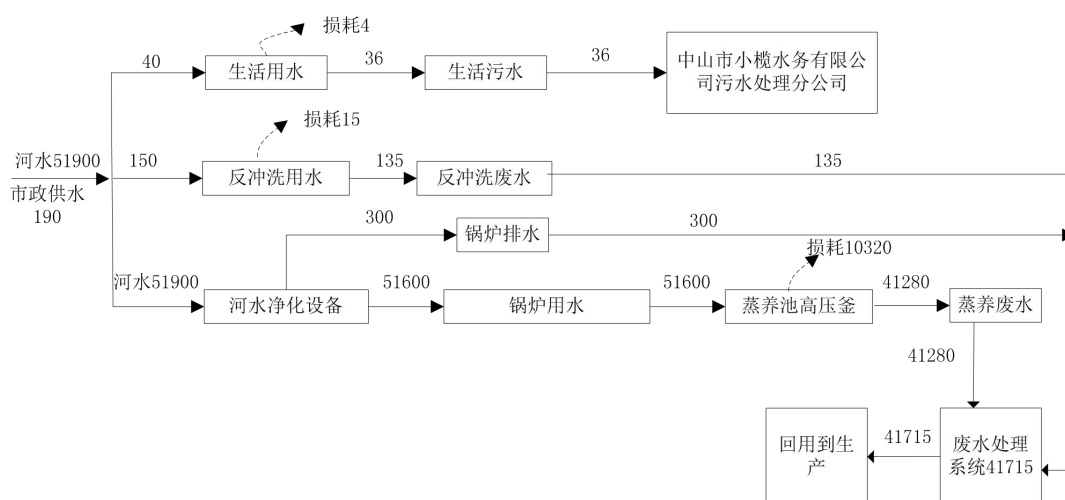 损耗4
40
生活用水
36
生活污水
36
中山市小榄水务有限公
司污水处理分公司
损耗15
河水51900
市政供水
190
150
反冲洗用水
135
反冲洗废水
135
300
锅炉排水
300
损耗10320
河水51900
河水净化设备
51600
锅炉用水
51600
蒸养池高压釜
41280
蒸养废水
41280
回用到生
产
41715
废水处理
系统41715